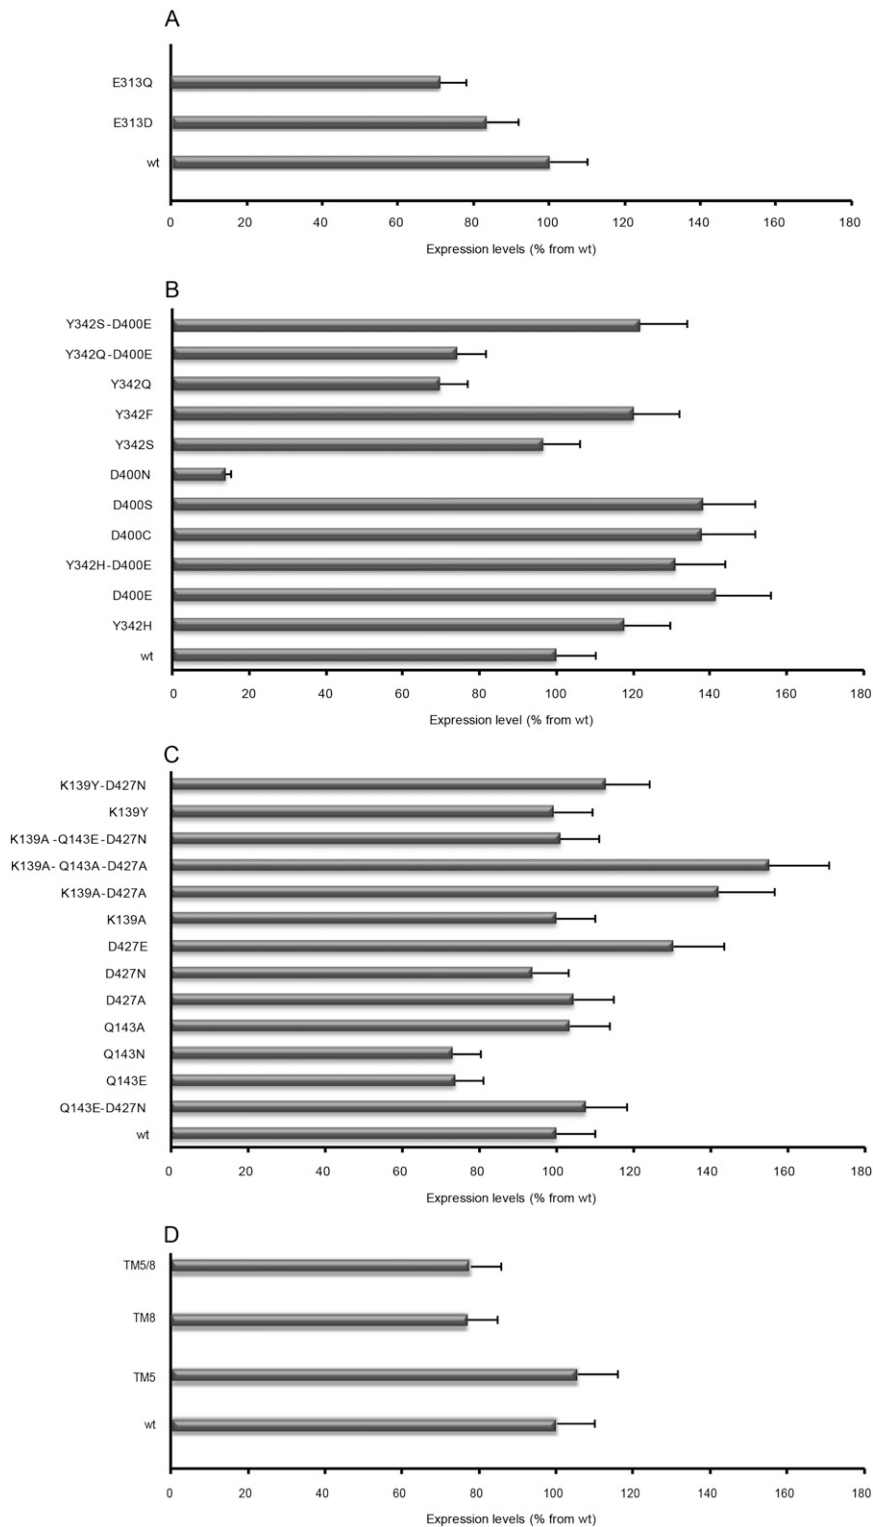 A
E313Q
E313D
wt
0 20 40 60 80 100 120 140 160 180
Expression levels (% from wt)
B
Y342S-D400E
Y342Q-D400E
Y342Q
Y342F
Y342S
D400N
D400S
D400C
Y342H-D400E
D400E
Y342H
wt
0 20 40 60 80 100 120 140 160 180
Expression level (% from wt)
C
K139Y-D427N
K139Y
K139A -Q143E-D427N
K139A- Q143A-D427A
K139A-D427A
K139A
D427E
D427N
D427A
Q143A
Q143N
Q143E
Q143E-D427N
wt
0 20 40 60 80 100 120 140 160 180
Expression levels (% from wt)
D
TM5/8
TM8
TM5
wt
0 20 40 60 80 100 120 140 160 180
Expression levels (% from wt)